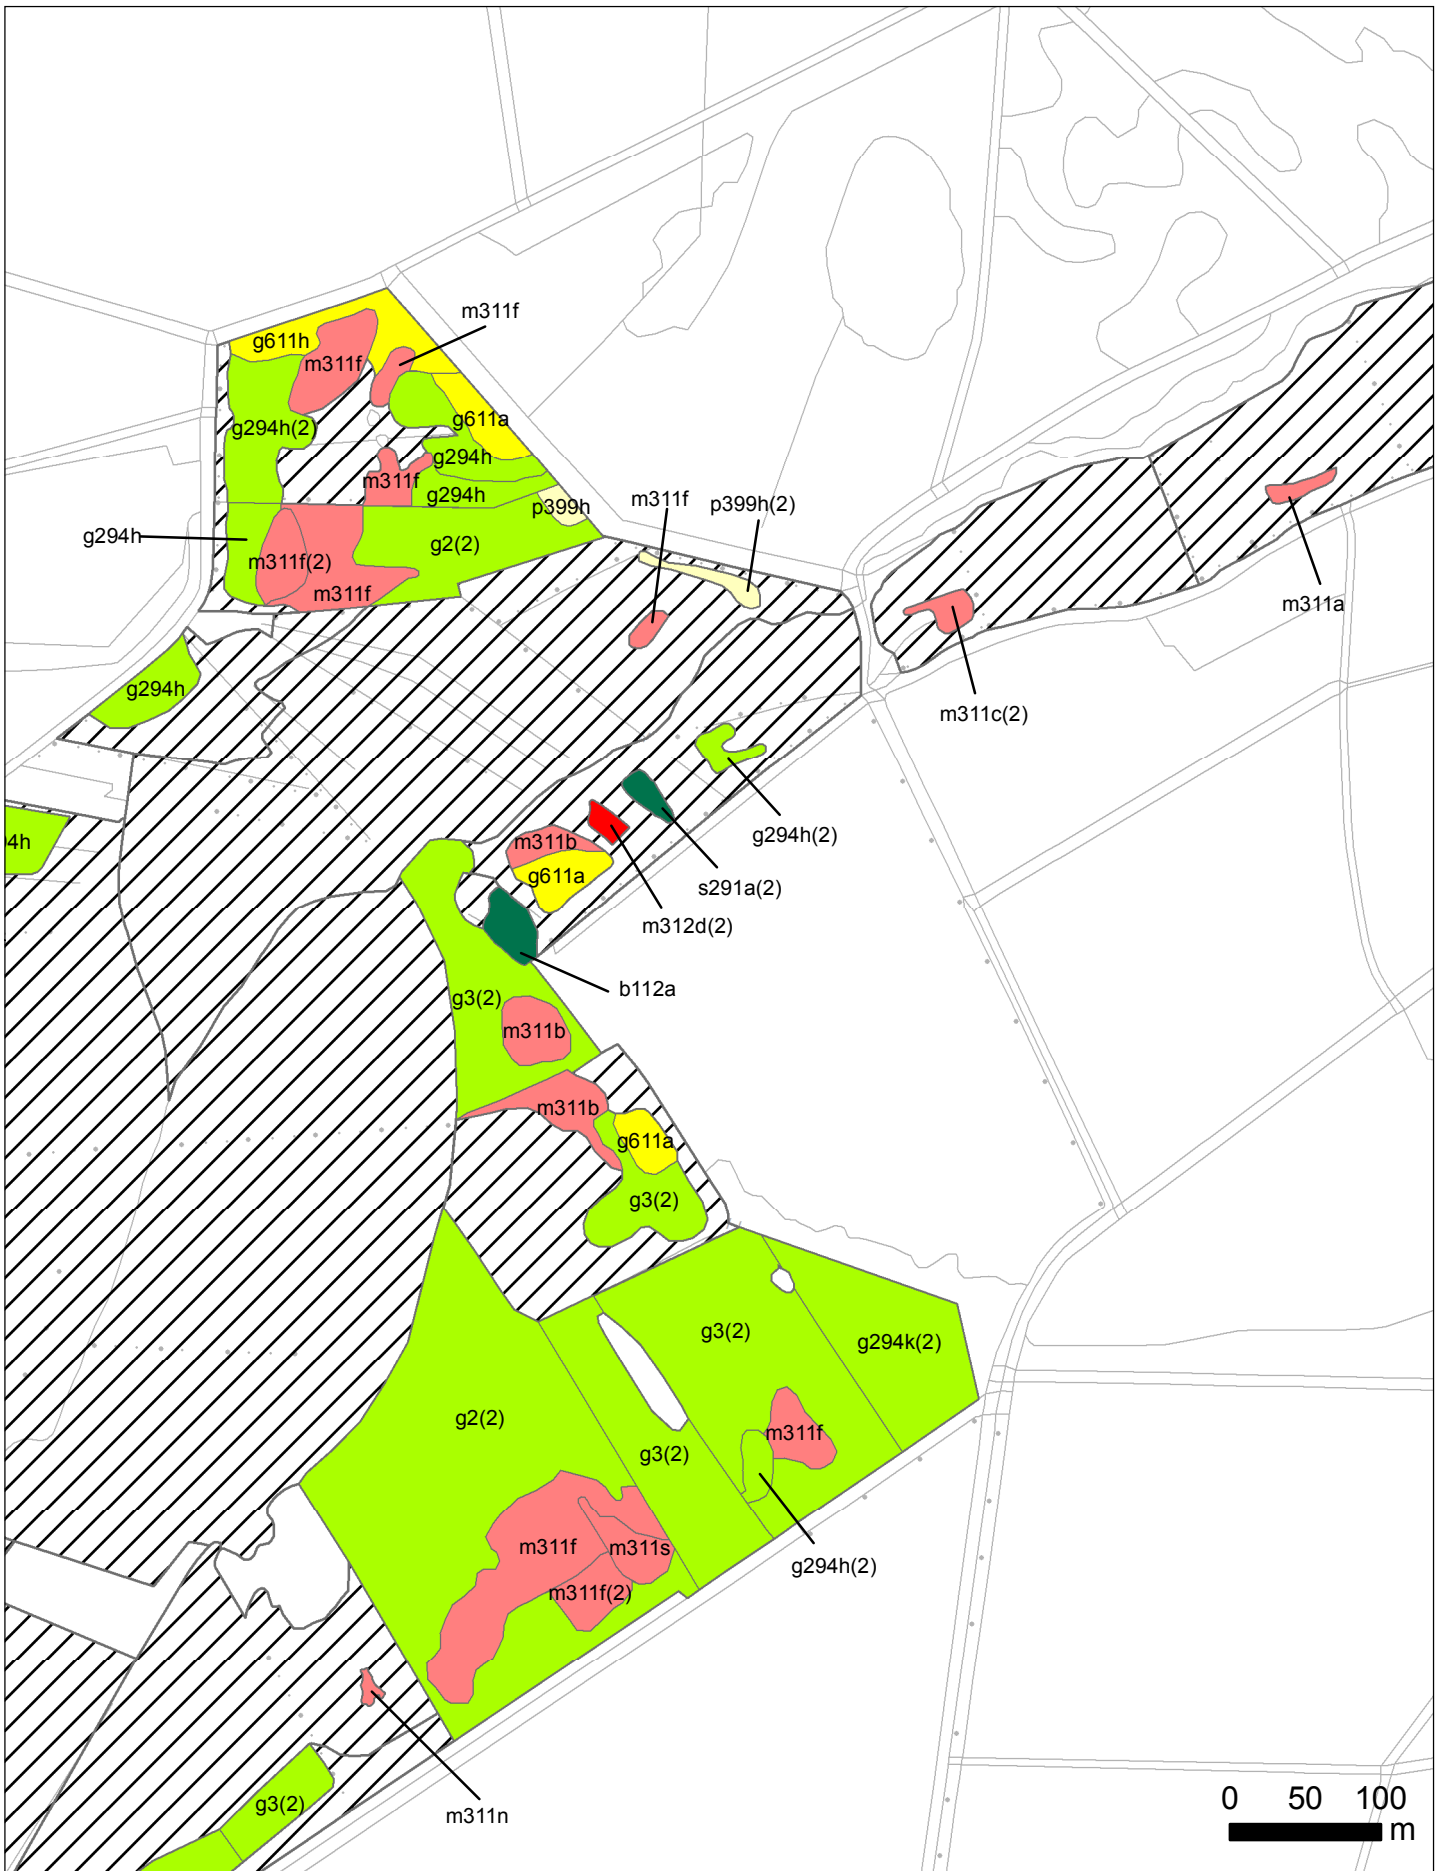 m311f
g611h
m311f
g611a
g294h(2)
g294h
m311f
g294h
p399h
m311f
p399h(2)
g294h
g2(2)
m311f(2)
m311f
m311a
g294h
m311c(2)
4h
m311b
g294h(2)
g611a
s291a(2)
m312d(2)
b112a
g3(2)
m311b
m311b
g611a
g3(2)
g3(2)
g294k(2)
g2(2)
m311f
g3(2)
m311f
m311s
g294h(2)
m311f(2)
g3(2)
m311n
0 50 100
m